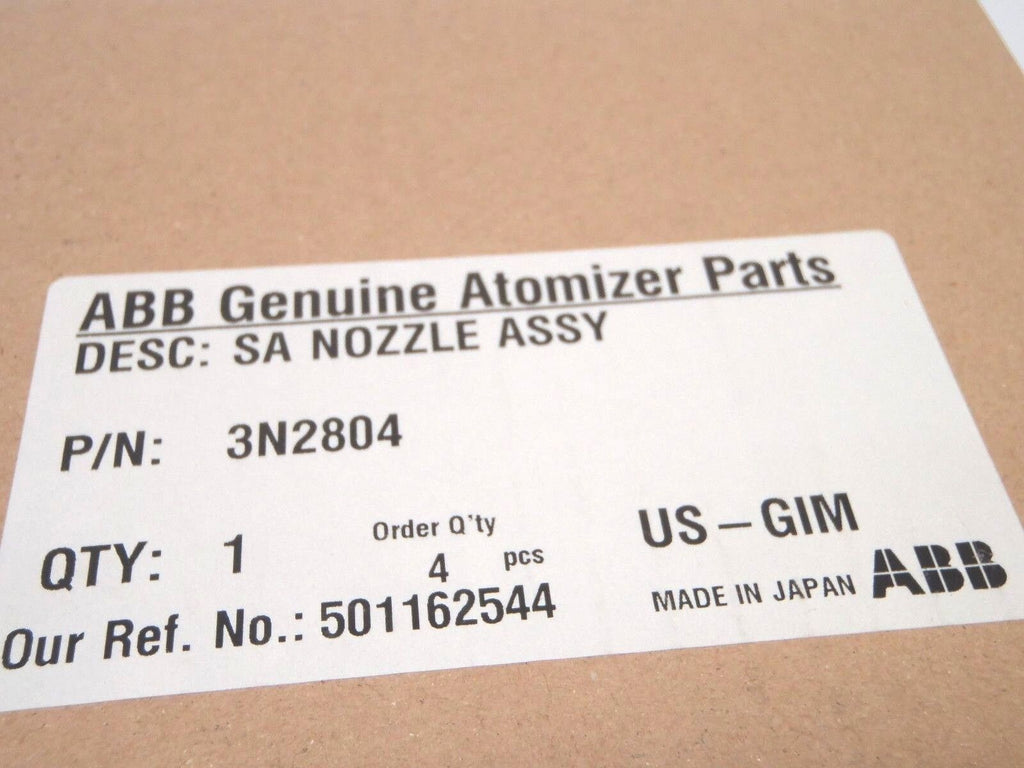 ABB Genuine Atomizer Parts
DESC: SA NOZZLE ASSY
P/N: 3N2804
Order Q'ty
QTY: 1 4 pcs
US-GIM
Our Ref. No.: 501162544
MADE IN JAPAN ABB